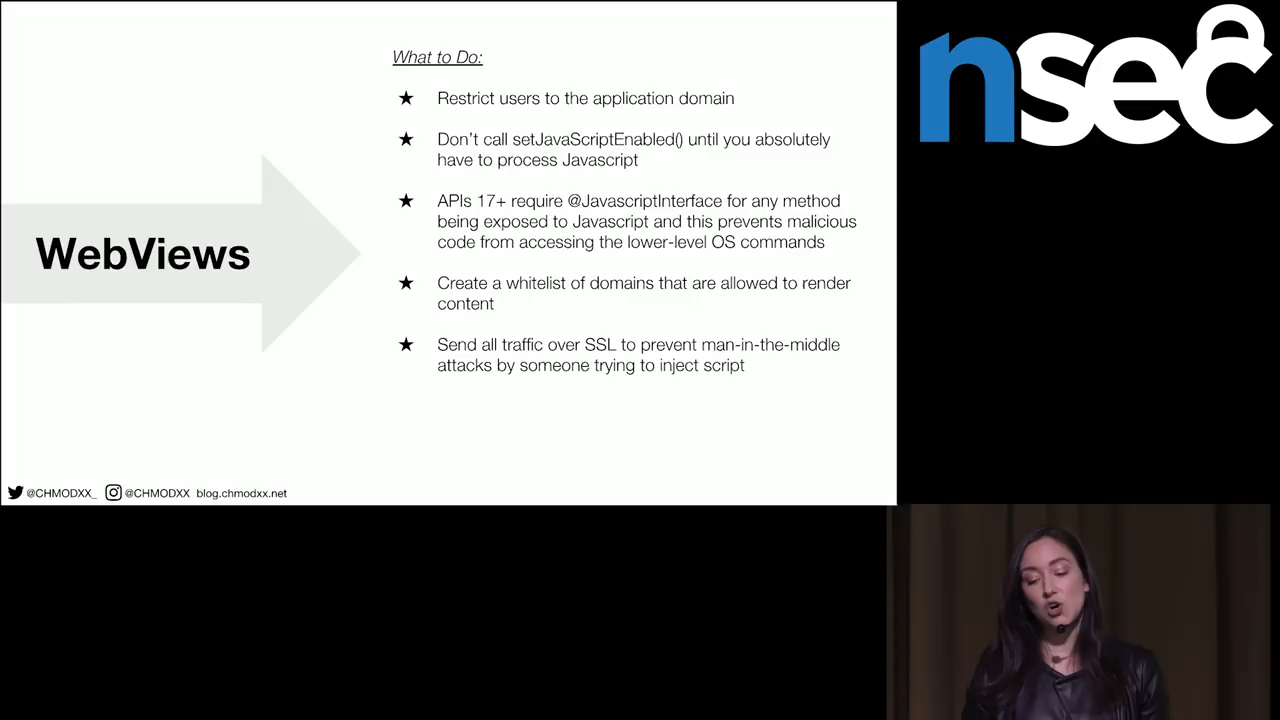 What to Do:
★ Restrict users to the application domain
★ Don't call setJavaScriptEnabled() until you absolutely
have to process Javascript
★ APIs 17+ require @JavascriptInterface for any method
being exposed to Javascript and this prevents malicious
code from accessing the lower-level OS commands
★ Create a whitelist of domains that are allowed to render
content
★ Send all traffic over SSL to prevent man-in-the-middle
attacks by someone trying to inject script
WebViews
@CHMODXX_ @CHMODXX blog.chmodxx.net
nsec